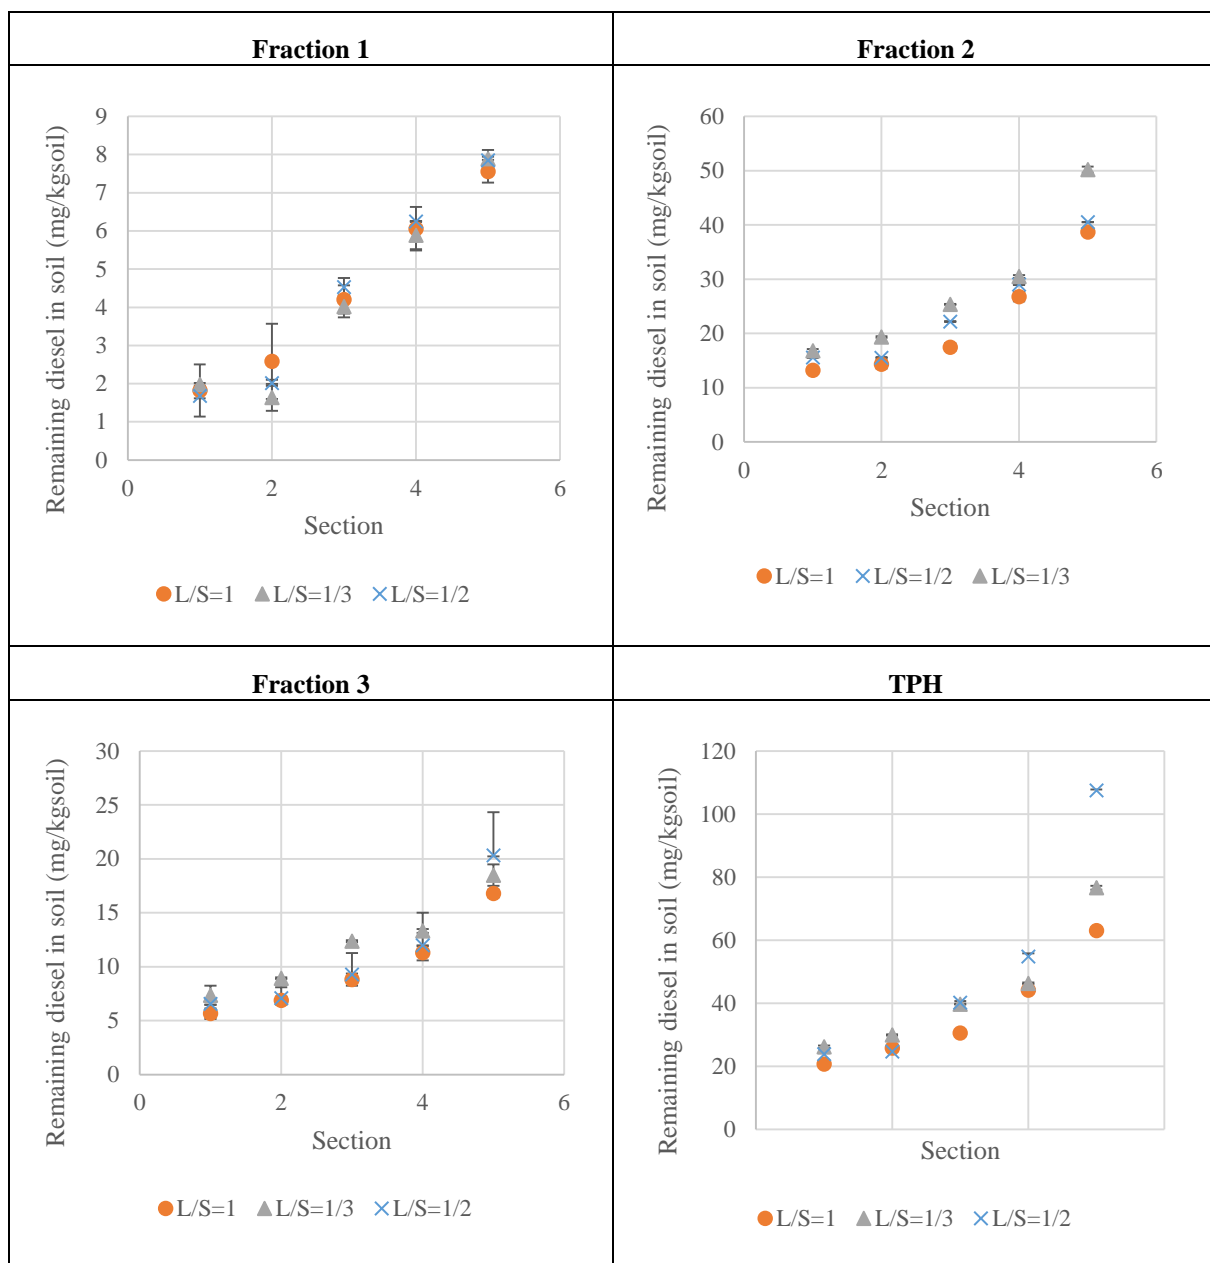 Fraction 1
Remaining diesel in soil (mg/kgsoil)
9
8
7
6
5
4
3
2
1
0
0 2 4 6
Section
L/S=1 L/S=1/3 L/S=1/2
Fraction 2
Remaining diesel in soil (mg/kgsoil)
60
50
40
30
20
10
0
0 2 4 6
Section
L/S=1 L/S=1/2 L/S=1/3
Fraction 3
Remaining diesel in soil (mg/kgsoil)
30
25
20
15
10
5
0
0 2 4 6
Section
L/S=1 L/S=1/3 L/S=1/2
TPH
Remaining diesel in soil (mg/kgsoil)
120
100
80
60
40
20
0
Section
L/S=1 L/S=1/3 L/S=1/2